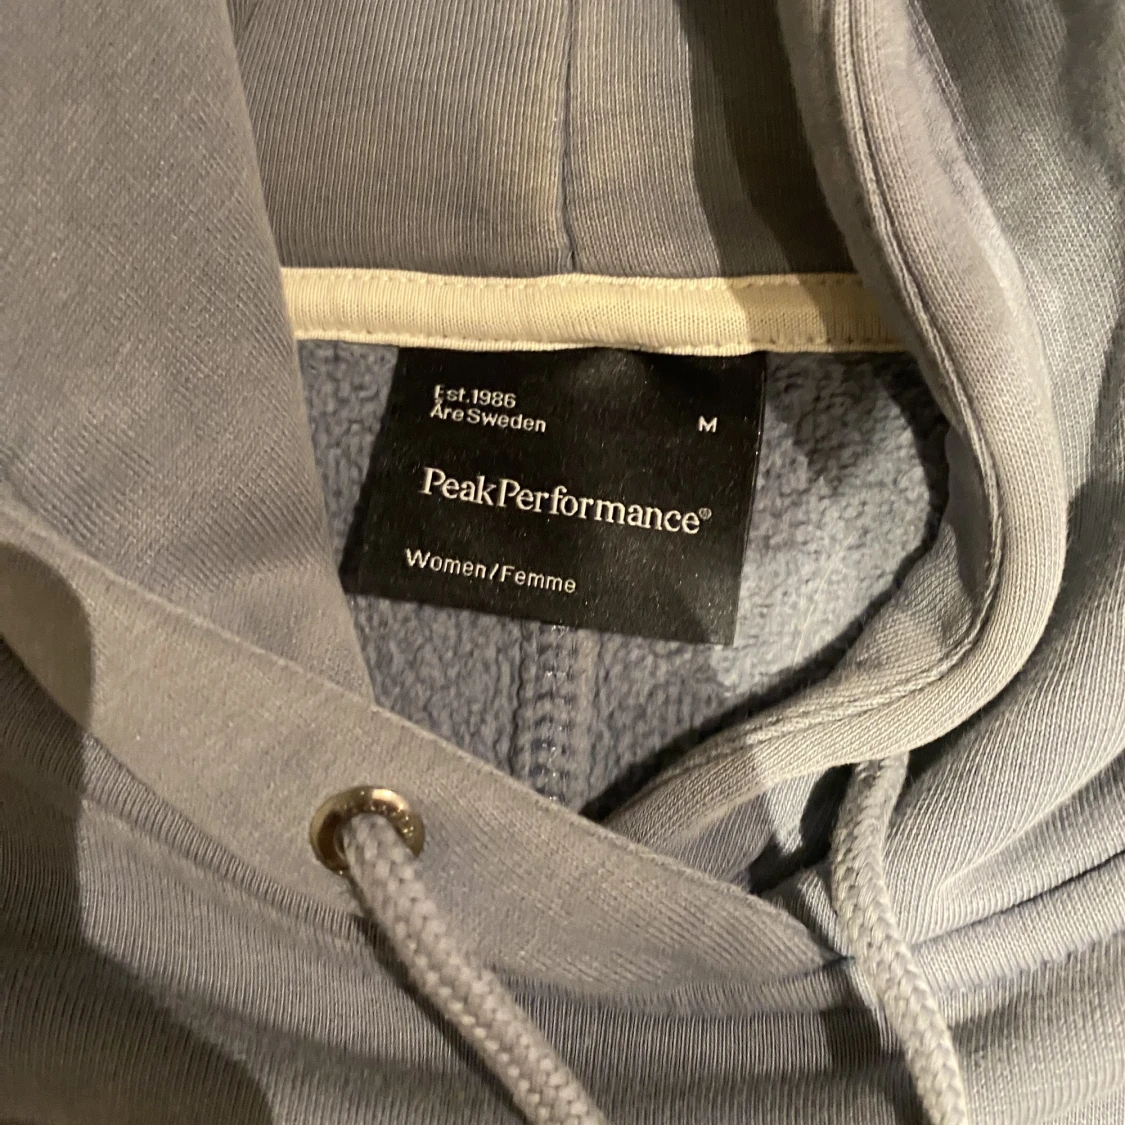 Est.1986
Åre Sweden
M
PeakPerformance®
Women/Femme